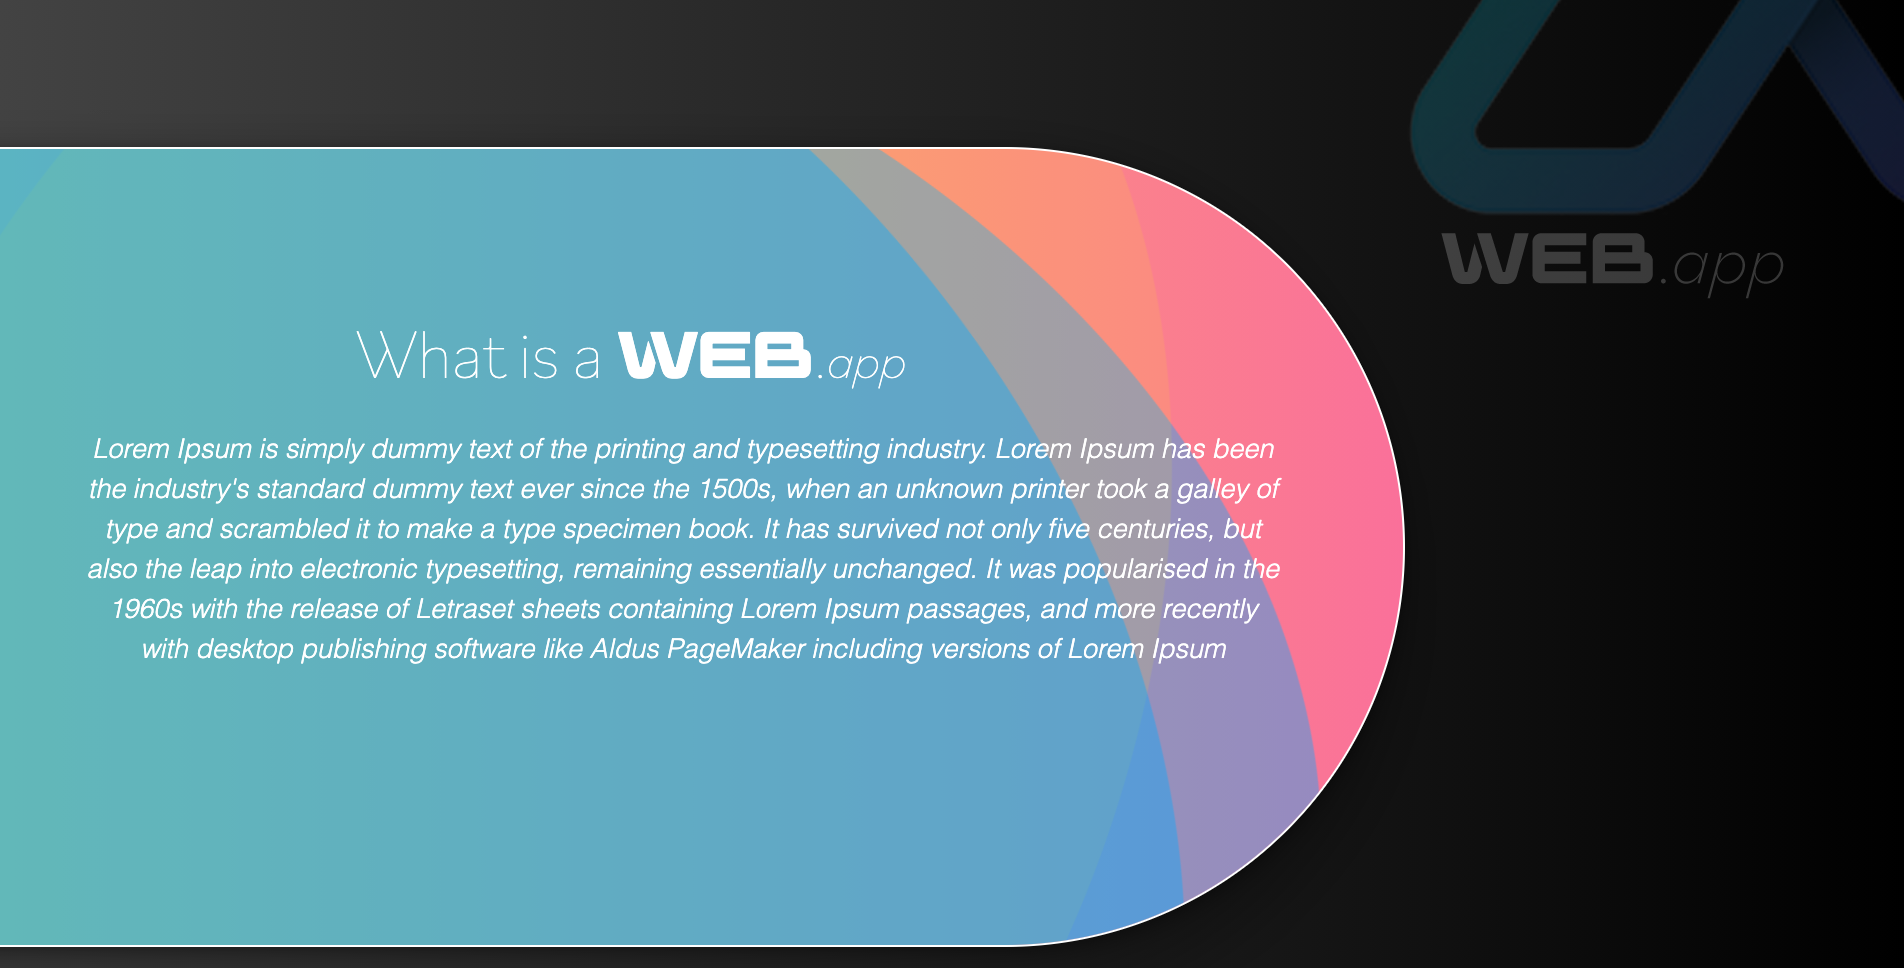 WEB.app
What is a WEB.app
Lorem Ipsum is simply dummy text of the printing and typesetting industry. Lorem Ipsum has been
the industry's standard dummy text ever since the 1500s, when an unknown printer took a galley of
type and scrambled it to make a type specimen book. It has survived not only five centuries, but
also the leap into electronic typesetting, remaining essentially unchanged. It was popularised in the
1960s with the release of Letraset sheets containing Lorem Ipsum passages, and more recently
with desktop publishing software like Aldus PageMaker including versions of Lorem Ipsum